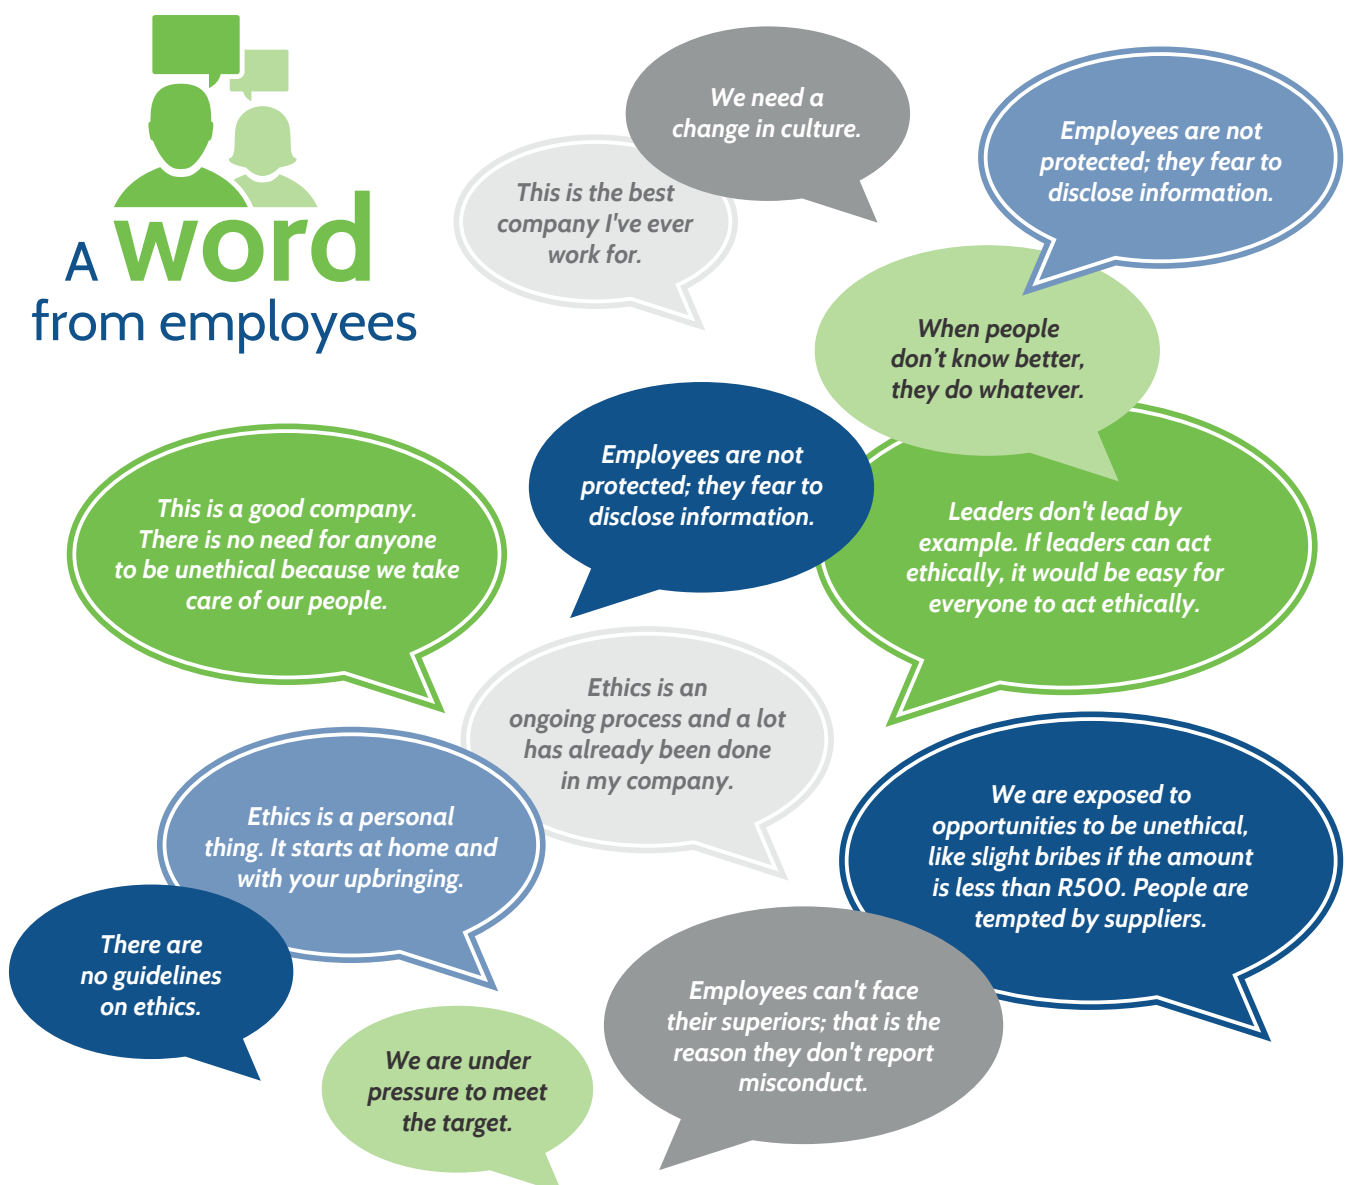 A word
from employees
We need a
change in culture.
Employees are not
protected; they fear to
disclose information.
This is the best
company I've ever
work for.
When people
don’t know better,
they do whatever.
Employees are not
protected; they fear to
disclose information.
This is a good company.
There is no need for anyone
to be unethical because we take
care of our people.
Leaders don't lead by
example. If leaders can act
ethically, it would be easy for
everyone to act ethically.
Ethics is an
ongoing process and a lot
has already been done
in my company.
Ethics is a personal
thing. It starts at home and
with your upbringing.
We are exposed to
opportunities to be unethical,
like slight bribes if the amount
is less than R500. People are
tempted by suppliers.
There are
no guidelines
on ethics.
Employees can't face
their superiors; that is the
reason they don't report
misconduct.
We are under
pressure to meet
the target.